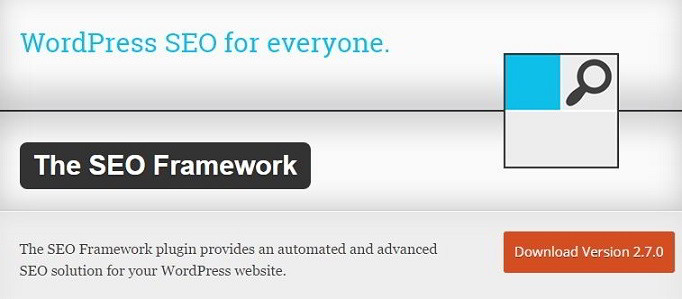 WordPress SEO for everyone.
The SEO Framework
The SEO Framework plugin provides an automated and advanced
SEO solution for your WordPress website.
Download Version 2.7.0